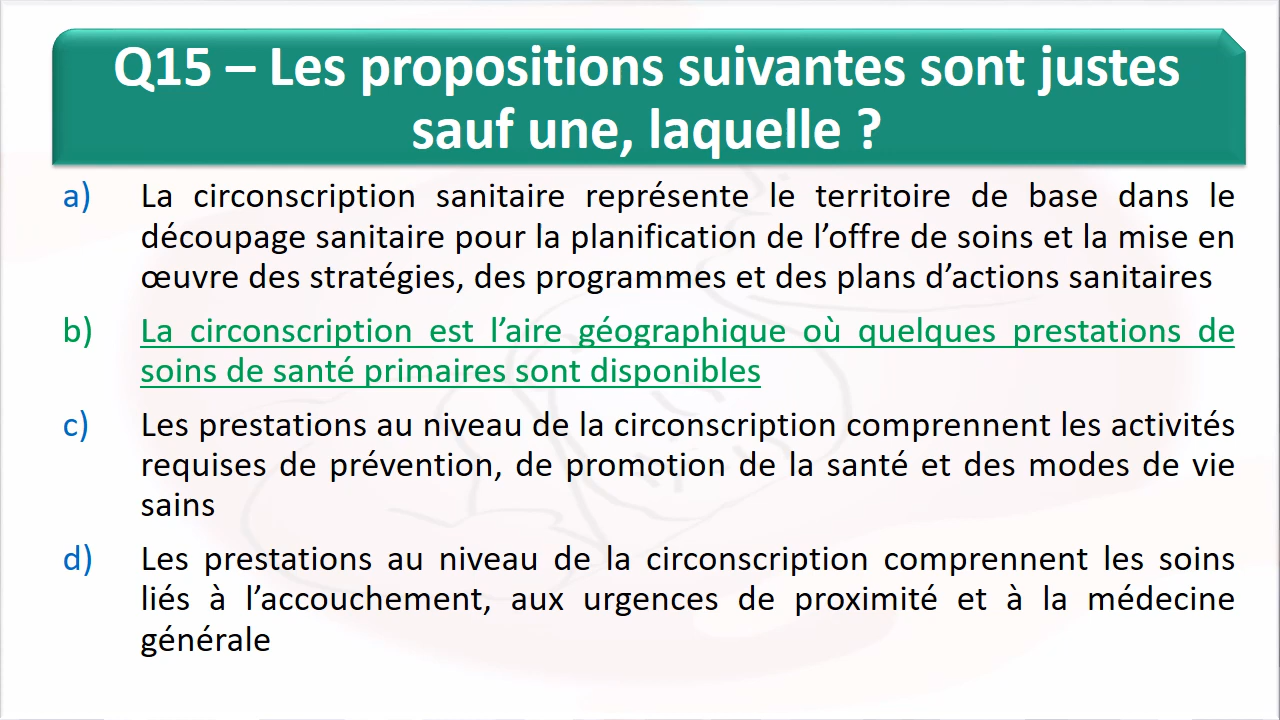 Q15 – Les propositions suivantes sont justes
sauf une, laquelle ?
a) La circonscription sanitaire représente le territoire de base dans le
découpage sanitaire pour la planification de l’offre de soins et la mise en
œuvre des stratégies, des programmes et des plans d’actions sanitaires
b) La circonscription est l’aire géographique où quelques prestations de
soins de santé primaires sont disponibles
c) Les prestations au niveau de la circonscription comprennent les activités
requises de prévention, de promotion de la santé et des modes de vie
sains
d) Les prestations au niveau de la circonscription comprennent les soins
liés à l’accouchement, aux urgences de proximité et à la médecine
générale